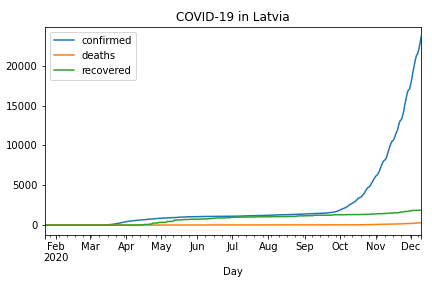 COVID-19 in Latvia
confirmed
deaths
recovered
20000
15000
10000
5000
0
Feb Mar Apr May Jun Jul Aug Sep Oct Nov Dec
2020
Day